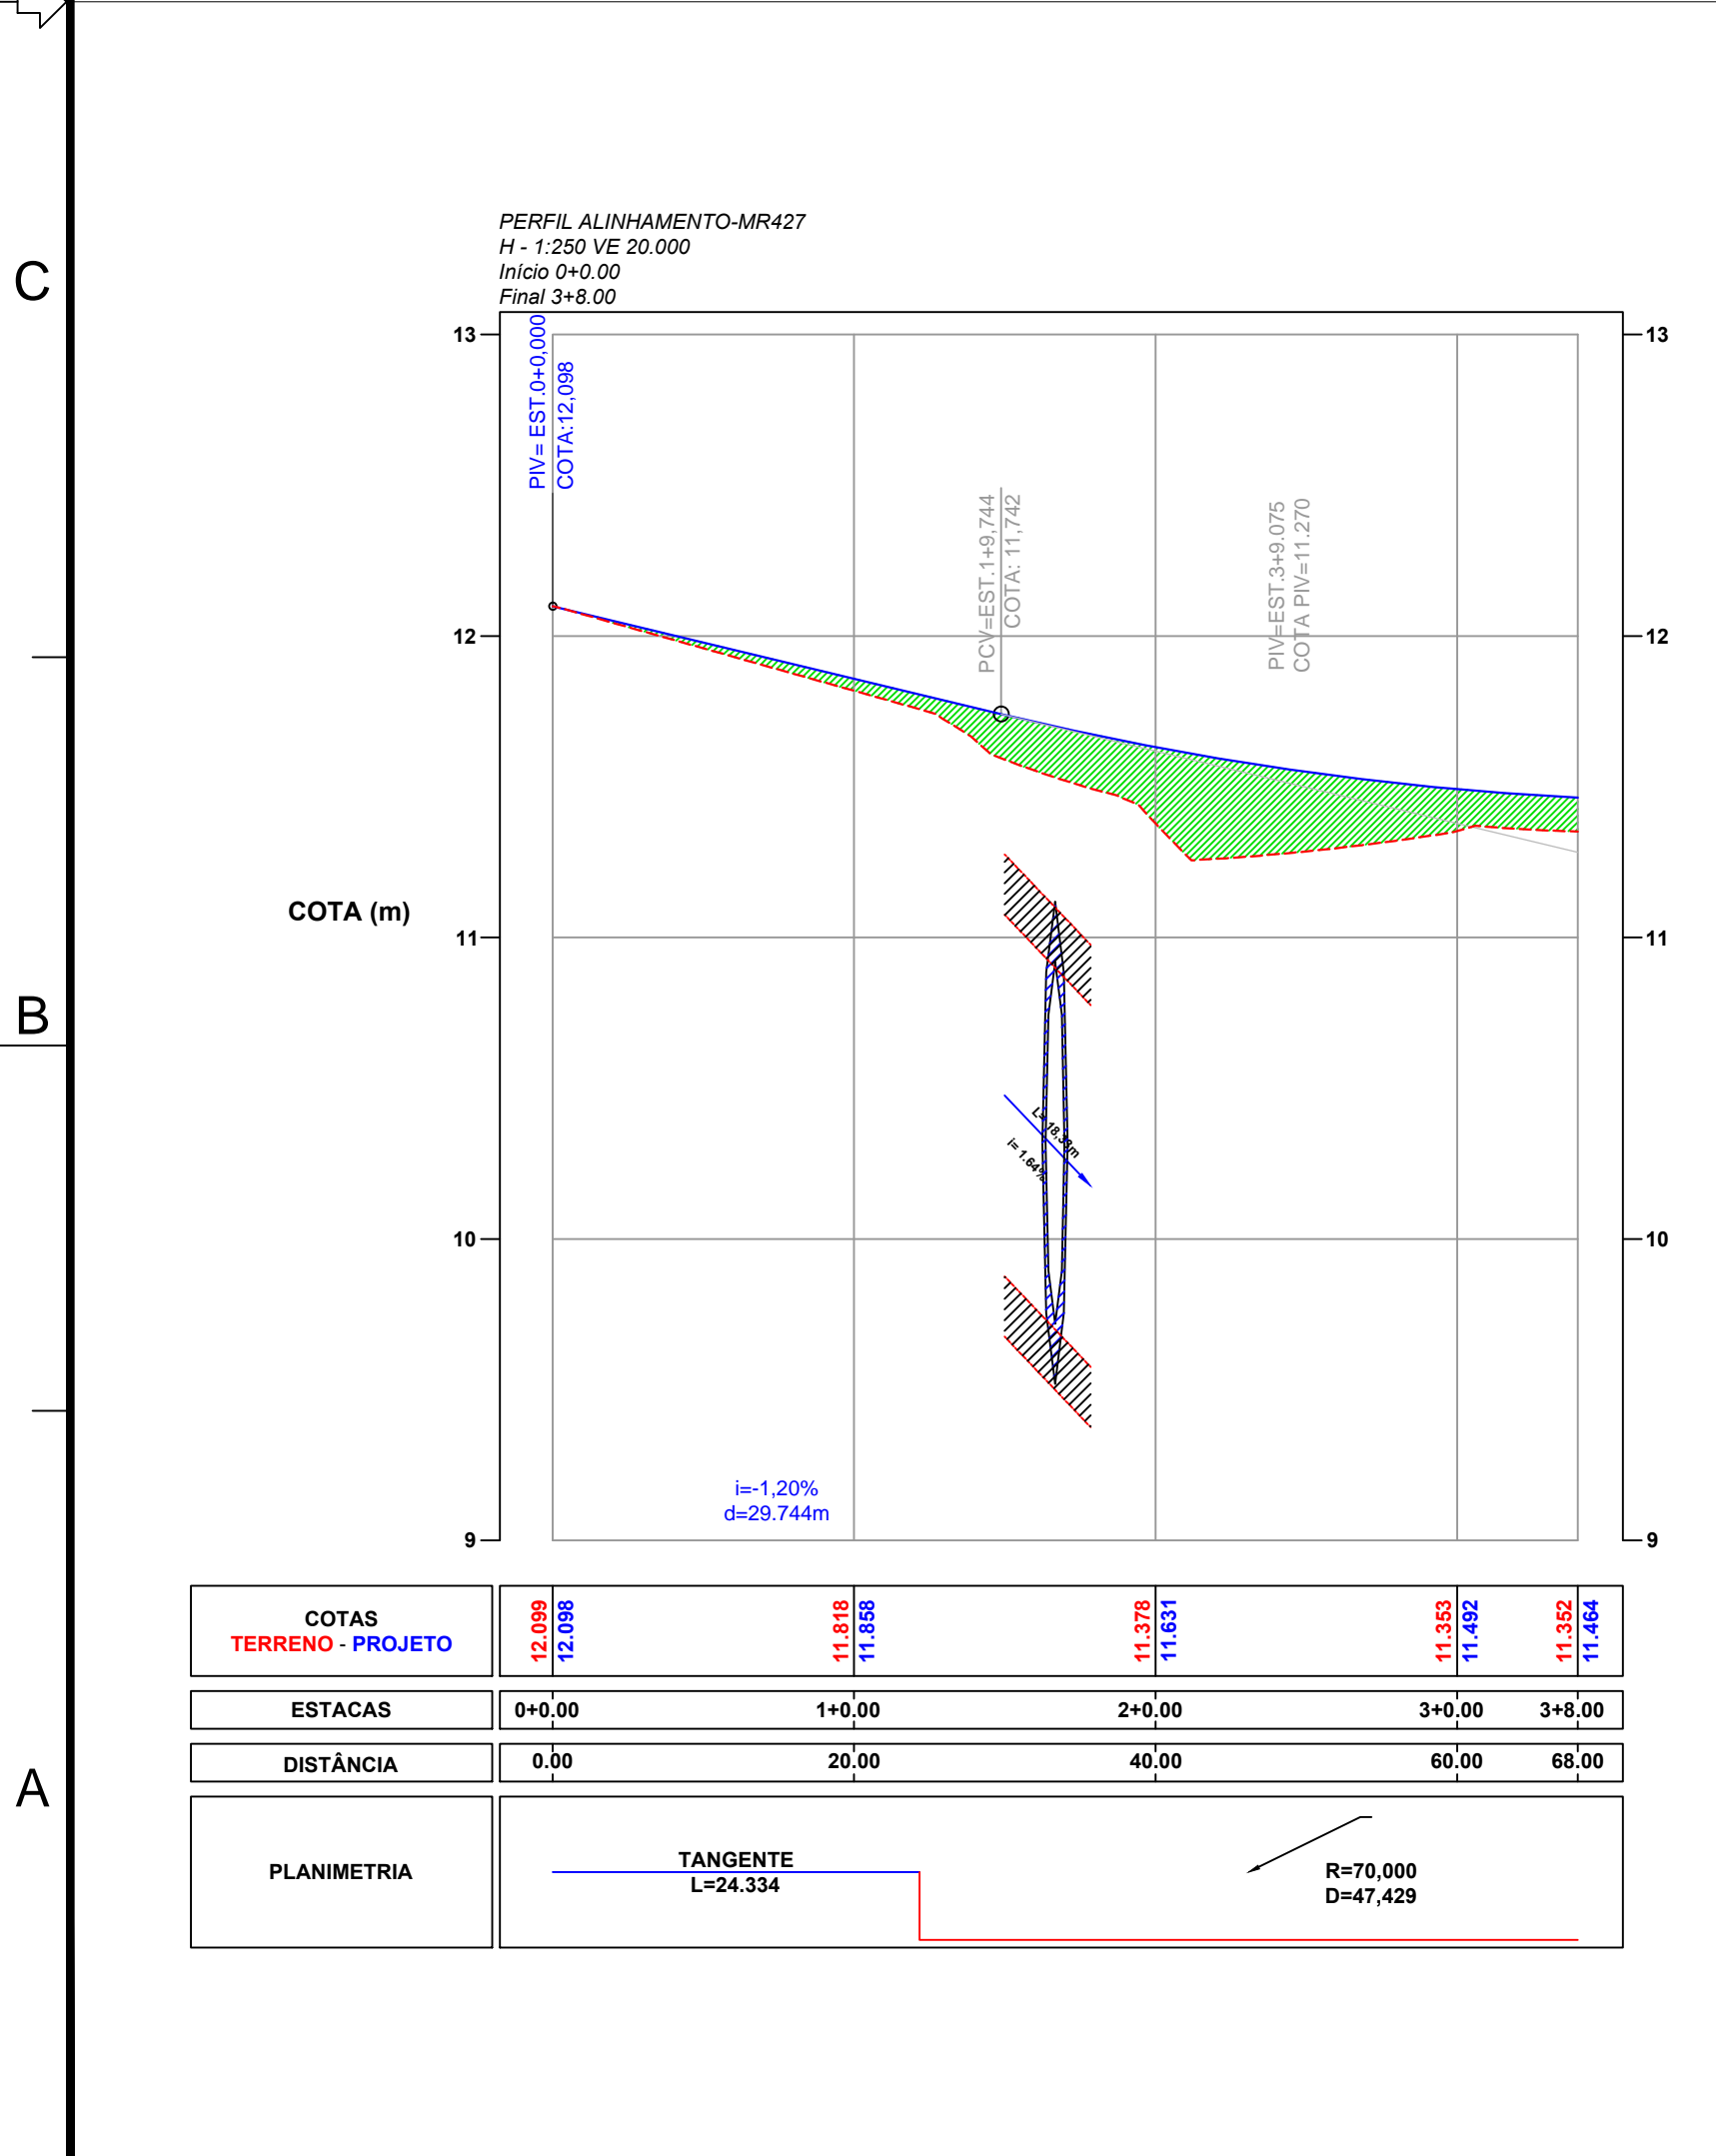 PERFIL ALINHAMENTO-MR427
H - 1:250 VE 20.000
Início 0+0.00
Final 3+8.00
C
B
A
13
12
11
10
9
13
12
11
10
9
COTA (m)
PIV= EST.0+0,000
COTA:12,098
PCV=EST.1+9,744
COTA: 11,742
PIV=EST.3+9.075
COTA PIV=11.270
L= 18,33m
i= 1.64%
i=-1,20%
d=29.744m
COTAS
TERRENO - PROJETO
12.099
12.098
11.818
11.858
11.378
11.631
11.353
11.492
11.352
11.464
ESTACAS
0+0.00
1+0.00
2+0.00
3+0.00
3+8.00
DISTÂNCIA
0.00
20.00
40.00
60.00
68.00
PLANIMETRIA
TANGENTE
L=24.334
R=70,000
D=47,429